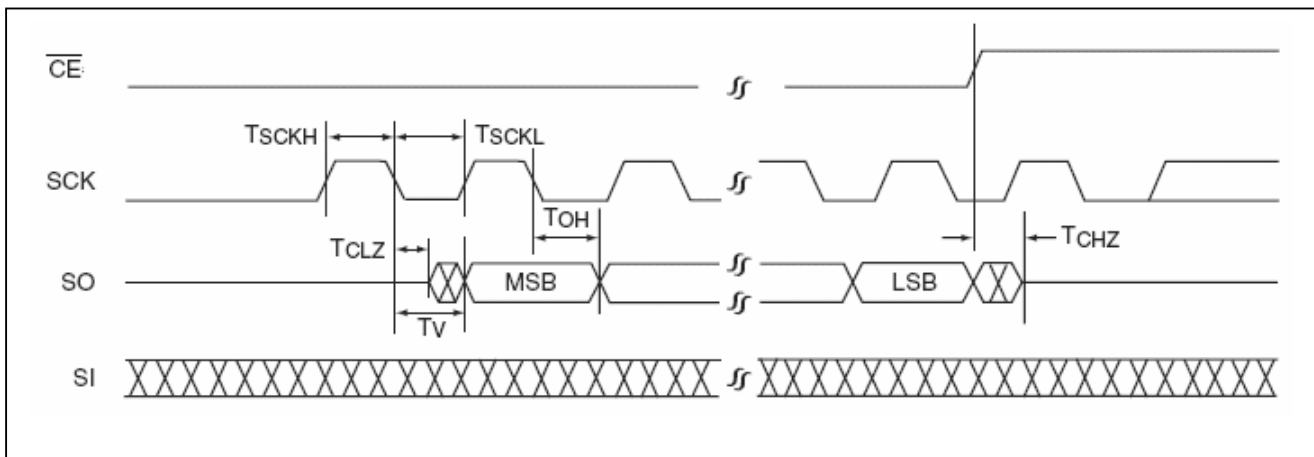 CE
TSCKH
TSCKL
SCK
TOH
TCLZ
TCHZ
SO
MSB
LSB
TV
SI